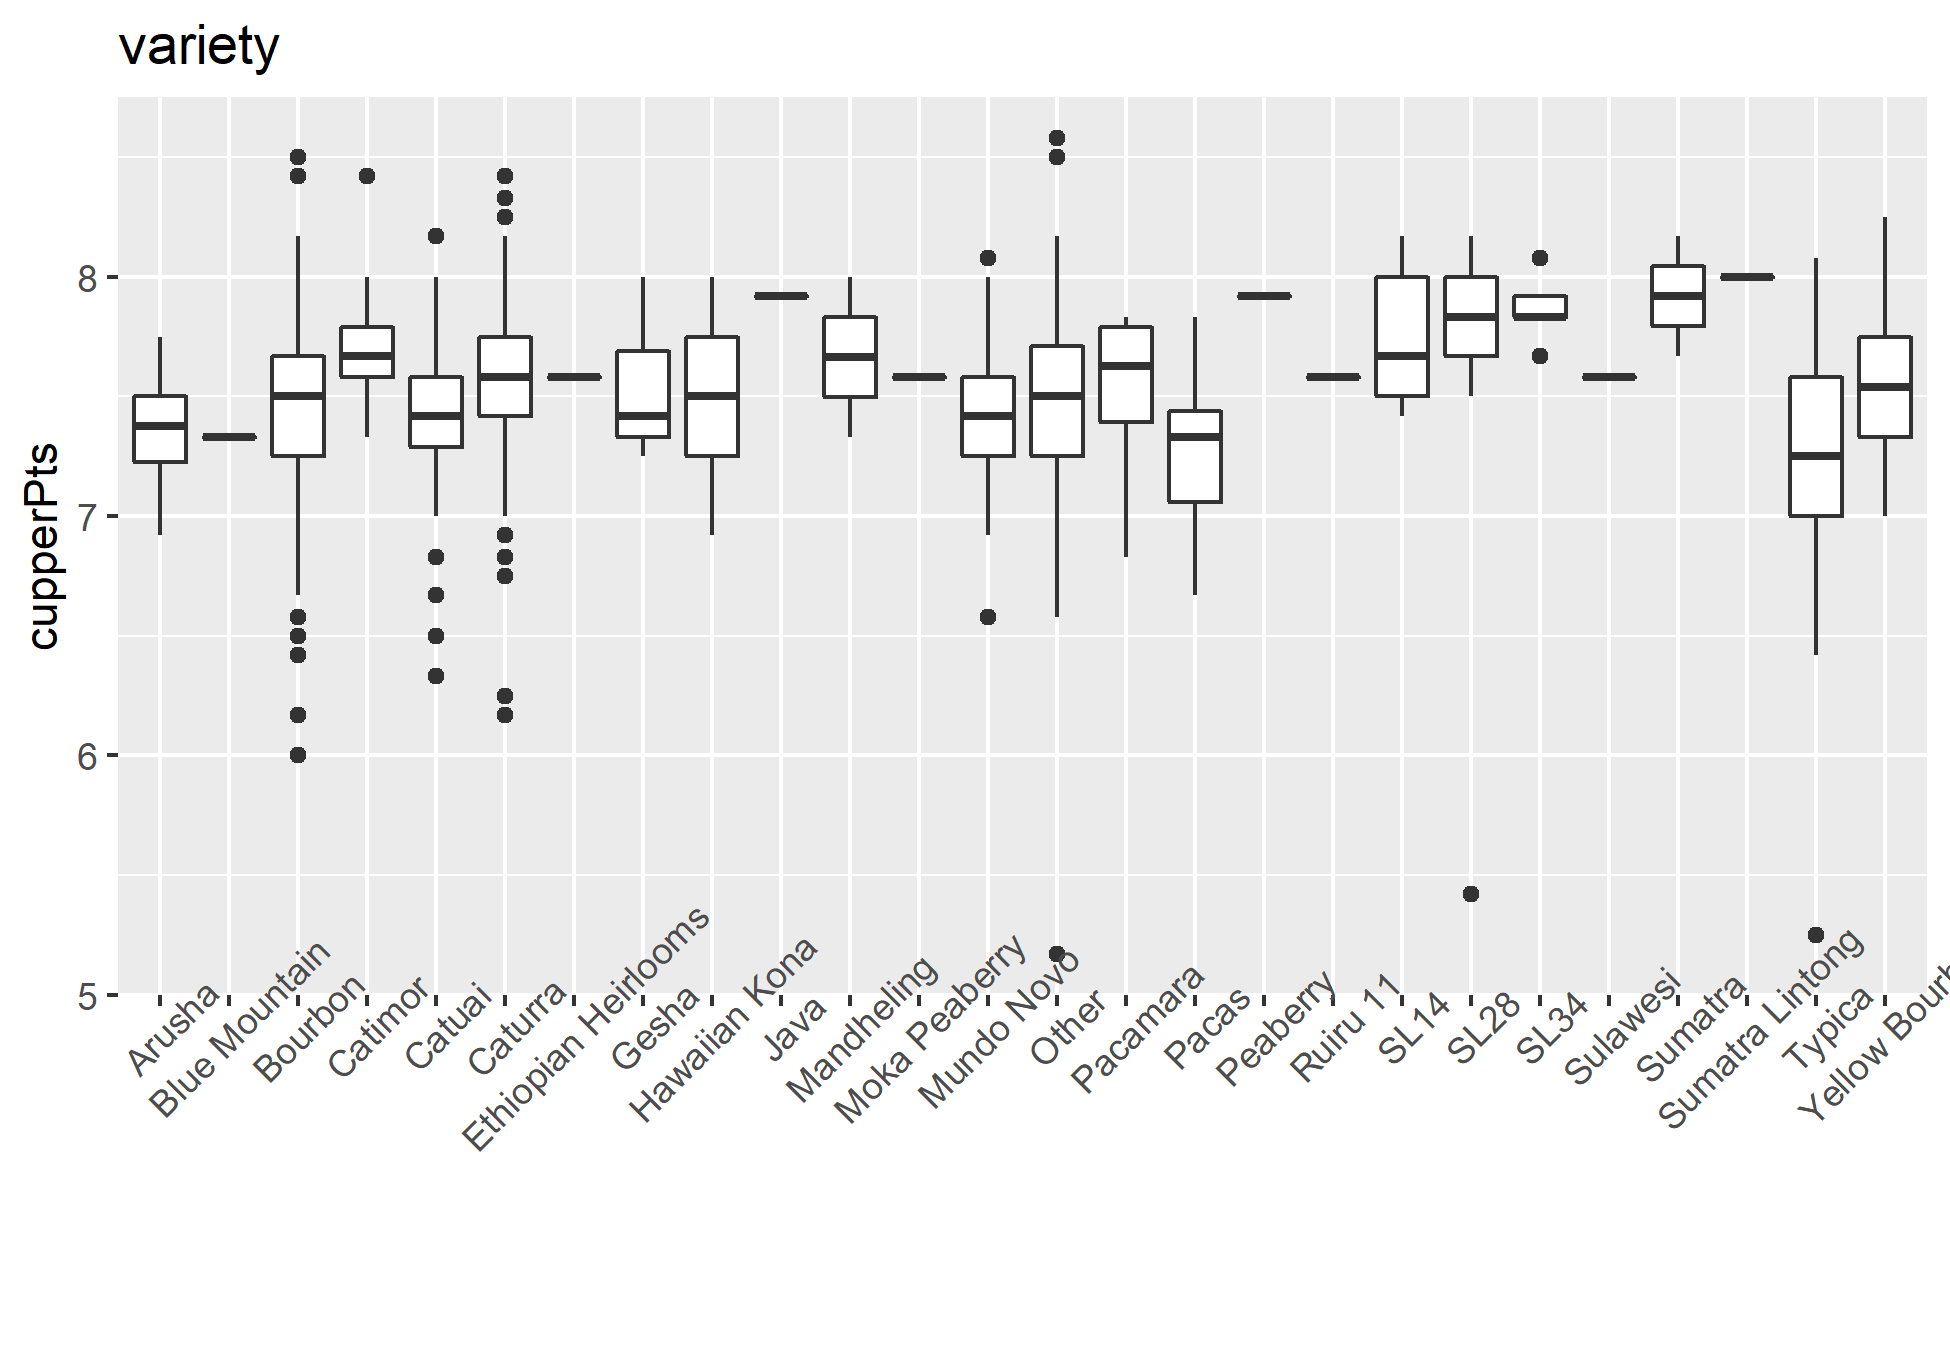 variety
cupperPts
8
7
6
5
Arusha
Blue Mountain
Bourbon
Catimor
Catuai
Caturra
Ethiopian Heirlooms
Gesha
Hawaiian Kona
Java
Mandheling
Moka Peaberry
Mundo Novo
Other
Pacamara
Pacas
Peaberry
Ruiru 11
SL14
SL28
SL34
Sulawesi
Sumatra
Sumatra Lintong
Typica
Yellow Bourb